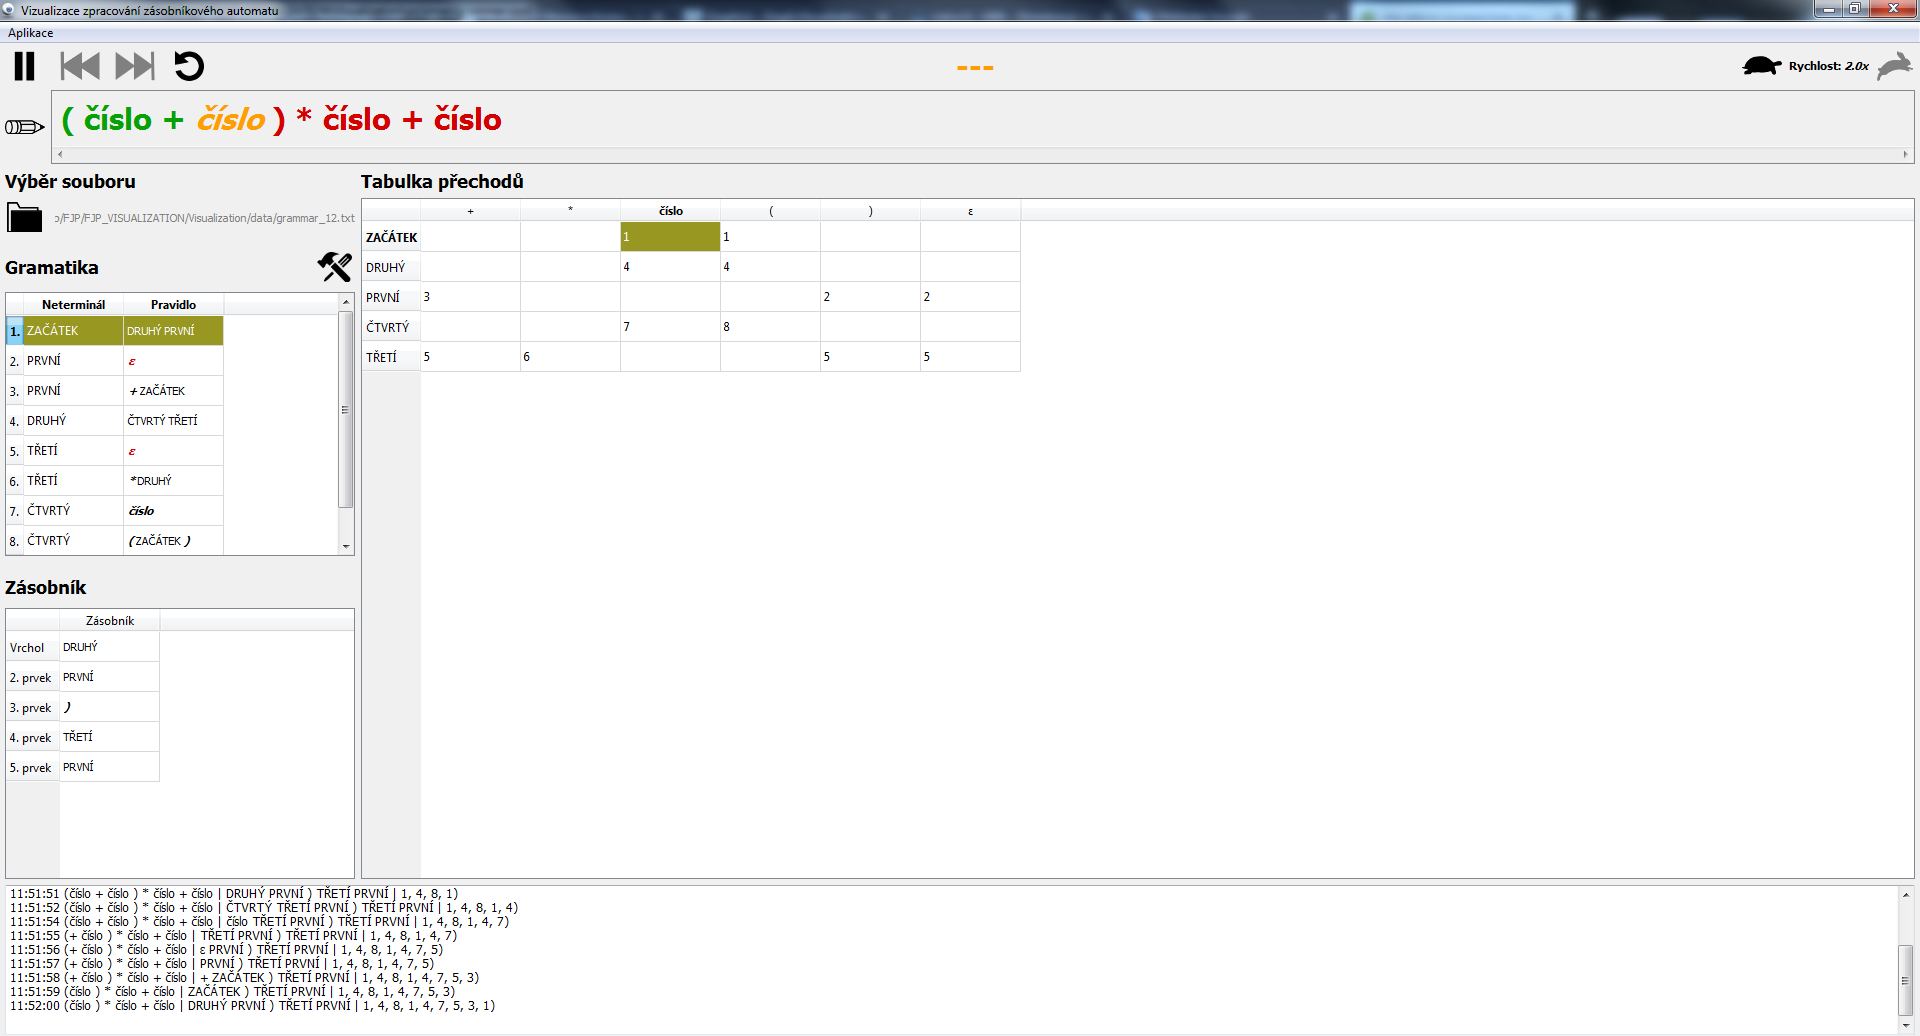 Vizualizace zpracování zásobníkového automatu
Aplikace
---
Rychlost: 2.0x
( číslo + číslo ) * číslo + číslo
Výběr souboru
/FJP/FJP_VISUALIZATION/Visualization/data/grammar_12.txt
Gramatika
Neterminál Pravidlo
1. ZAČÁTEK DRUHÝ PRVNÍ
2. PRVNÍ ε
3. PRVNÍ + ZAČÁTEK
4. DRUHÝ ČTVRTÝ TŘETÍ
5. TŘETÍ ε
6. TŘETÍ *DRUHÝ
7. ČTVRTÝ číslo
8. ČTVRTÝ ( ZAČÁTEK )
Zásobník
Zásobník
Vrchol DRUHÝ
2. prvek PRVNÍ
3. prvek )
4. prvek TŘETÍ
5. prvek PRVNÍ
Tabulka přechodů
+ * číslo ( ) ε
ZAČÁTEK 1 1
DRUHÝ 4 4
PRVNÍ 3 2 2
ČTVRTÝ 7 8
TŘETÍ 5 6 5 5
11:51:51 (číslo + číslo ) * číslo + číslo | DRUHÝ PRVNÍ ) TŘETÍ PRVNÍ | 1, 4, 8, 1)
11:51:52 (číslo + číslo ) * číslo + číslo | ČTVRTÝ TŘETÍ PRVNÍ ) TŘETÍ PRVNÍ | 1, 4, 8, 1, 4)
11:51:54 (číslo + číslo ) * číslo + číslo | číslo TŘETÍ PRVNÍ ) TŘETÍ PRVNÍ | 1, 4, 8, 1, 4, 7)
11:51:55 (+ číslo ) * číslo + číslo | TŘETÍ PRVNÍ ) TŘETÍ PRVNÍ | 1, 4, 8, 1, 4, 7)
11:51:56 (+ číslo ) * číslo + číslo | ε PRVNÍ ) TŘETÍ PRVNÍ | 1, 4, 8, 1, 4, 7, 5)
11:51:57 (+ číslo ) * číslo + číslo | PRVNÍ ) TŘETÍ PRVNÍ | 1, 4, 8, 1, 4, 7, 5)
11:51:58 (+ číslo ) * číslo + číslo | + ZAČÁTEK ) TŘETÍ PRVNÍ | 1, 4, 8, 1, 4, 7, 5, 3)
11:51:59 (číslo ) * číslo + číslo | ZAČÁTEK ) TŘETÍ PRVNÍ | 1, 4, 8, 1, 4, 7, 5, 3)
11:52:00 (číslo ) * číslo + číslo | DRUHÝ PRVNÍ ) TŘETÍ PRVNÍ | 1, 4, 8, 1, 4, 7, 5, 3, 1)